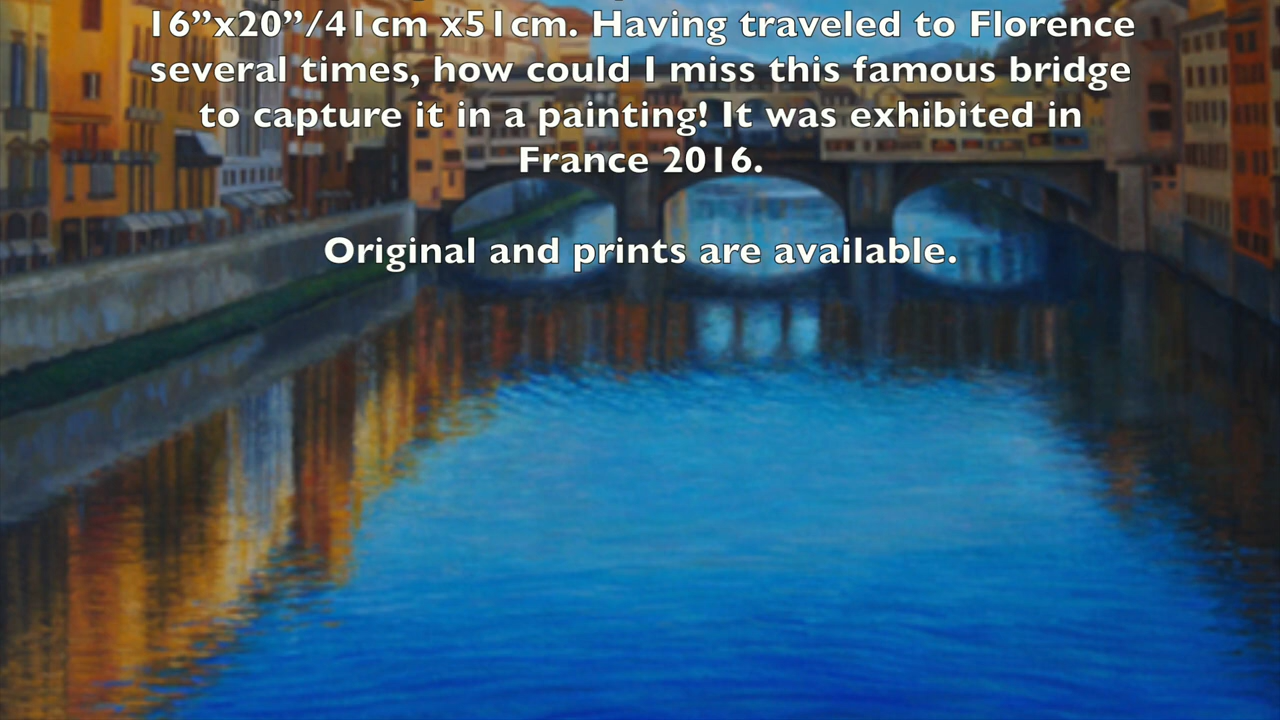 16”x20”/41cm x51cm. Having traveled to Florence
several times, how could I miss this famous bridge
to capture it in a painting! It was exhibited in
France 2016.
Original and prints are available.